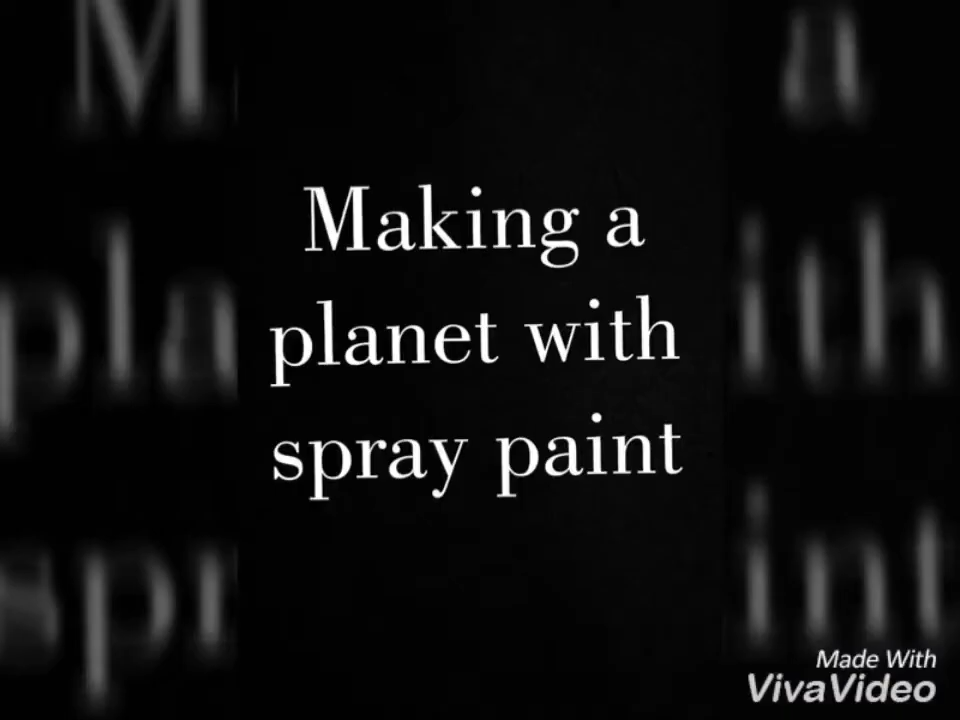 Making a
planet with
spray paint
Made With
VivaVideo